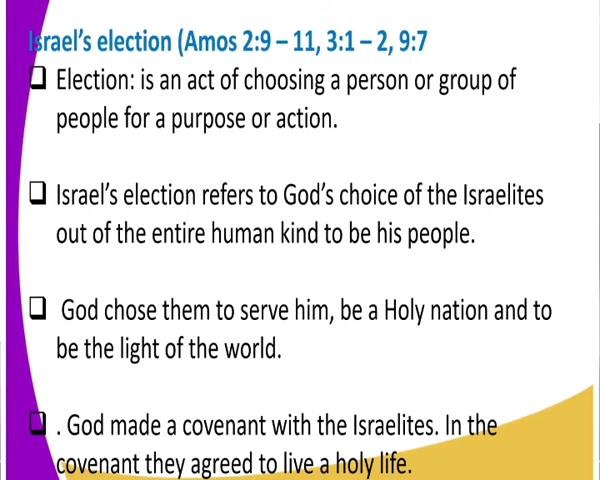 Israel's election (Amos 2:9 – 11, 3:1 – 2, 9:7
❑ Election: is an act of choosing a person or group of
people for a purpose or action.
❑ Israel's election refers to God's choice of the Israelites
out of the entire human kind to be his people.
❑ God chose them to serve him, be a Holy nation and to
be the light of the world.
❑ . God made a covenant with the Israelites. In the
covenant they agreed to live a holy life.